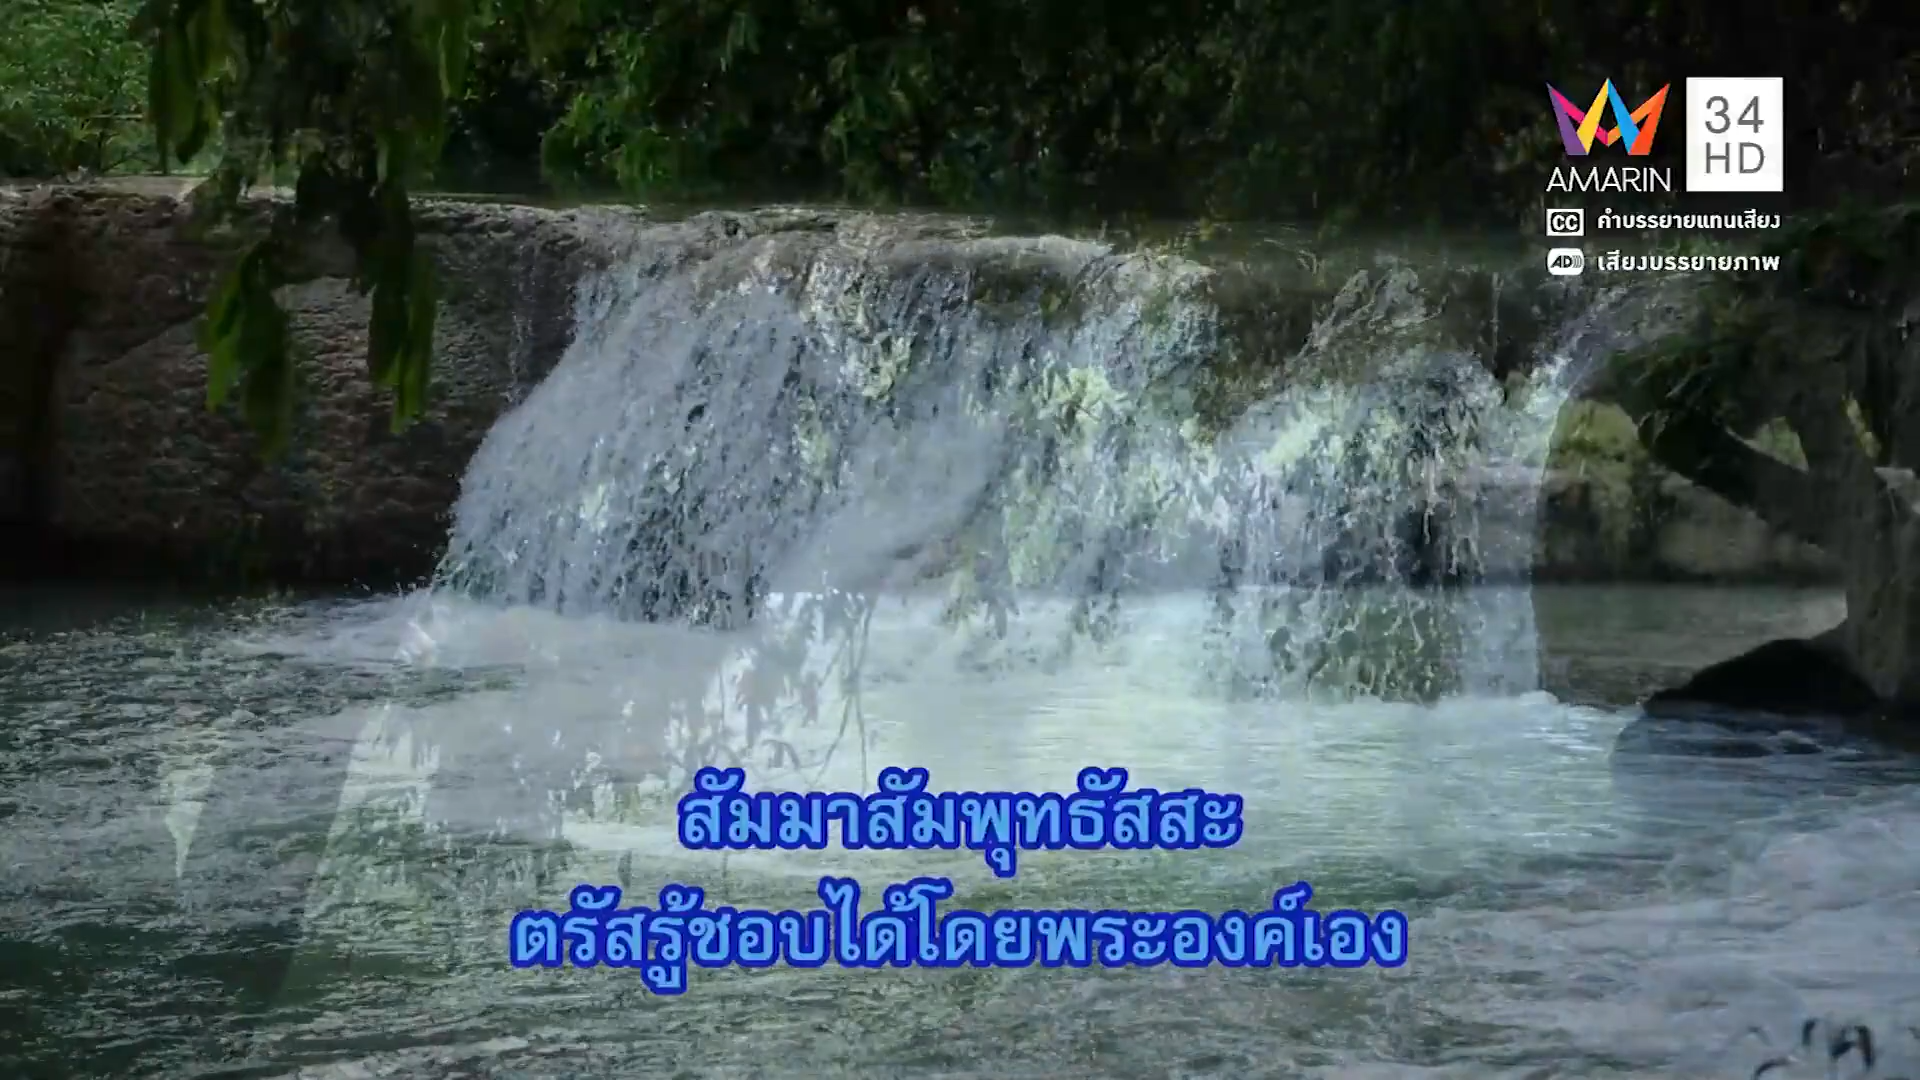 AMARIN
34
HD
CC คำบรรยายแทนเสียง
AD เสียงบรรยายภาพ
สัมมาสัมพุทธัสสะ
ตรัสรู้ชอบได้โดยพระองค์เอง